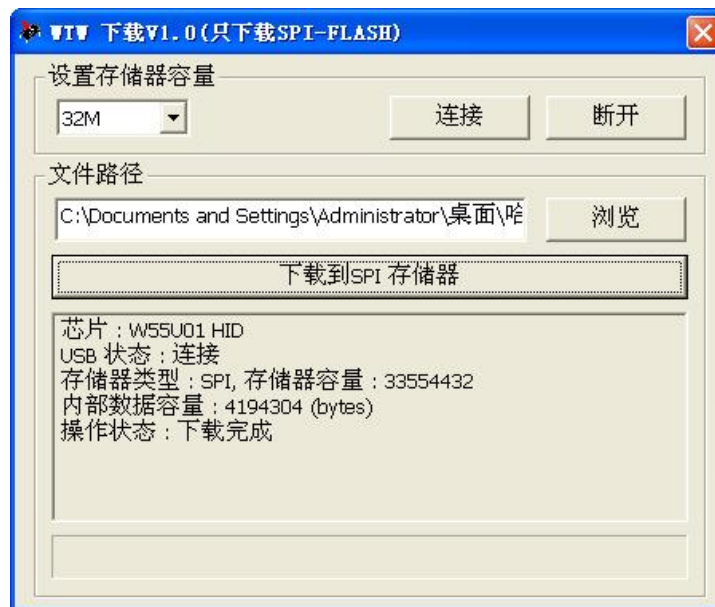 WTW 下载V1.0(只下载SPI-FLASH)
设置存储器容量
32M
连接
断开
文件路径
C:\Documents and Settings\Administrator\桌面\哈
浏览
下载到SPI 存储器
芯片：W55U01 HID
USB 状态：连接
存储器类型：SPI, 存储器容量：33554432
内部数据容量：4194304 (bytes)
操作状态：下载完成